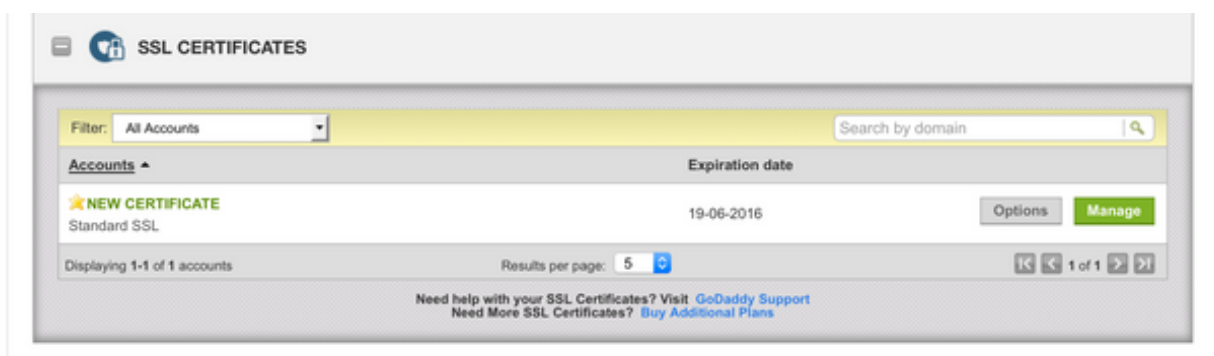 SSL CERTIFICATES
Filter: All Accounts Search by domain
Accounts Expiration date
NEW CERTIFICATE
Standard SSL
19-06-2016 Options Manage
Displaying 1-1 of 1 accounts Results per page: 5 1 of 1
Need help with your SSL Certificates? Visit GoDaddy Support
Need More SSL Certificates? Buy Additional Plans